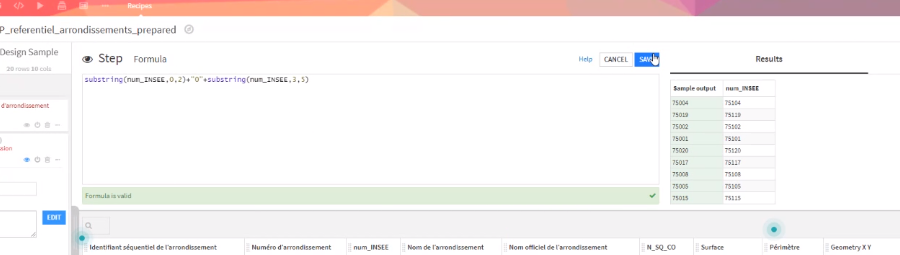 Recipes
P_referentiel_arrondissements_prepared
Design Sample
20 rows 10 cols
d'arrondissement
Step Formula
Help CANCEL SAVE
substring(num_INSEE,0,2)+"0"+substring(num_INSEE,3,5)
Formula is valid
EDIT
Results
Sample output num_INSEE
75004 75104
75019 75119
75002 75102
75001 75101
75020 75120
75017 75117
75008 75108
75005 75105
75015 75115
Identifiant séquentiel de l'arrondissement Numéro d'arrondissement num_INSEE Nom de l'arrondissement Nom officiel de l'arrondissement N_SQ_CO Surface Périmètre Geometry X Y